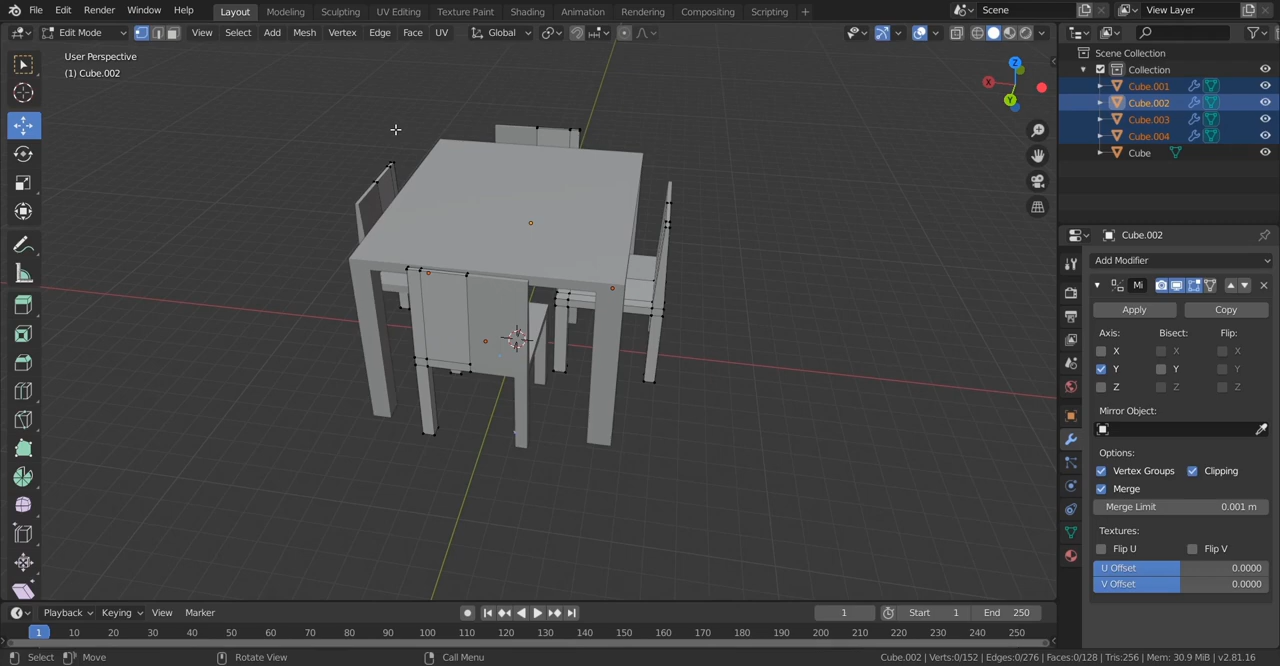 File Edit Render Window Help Layout Modeling Sculpting UV Editing Texture Paint Shading Animation Rendering Compositing Scripting + Scene View Layer
Edit Mode View Select Add Mesh Vertex Edge Face UV Global
User Perspective
(1) Cube.002
Z
X
Y
Scene Collection
Collection
Cube.001
Cube.002
Cube.003
Cube.004
Cube
Cube.002
Add Modifier
Mi
Apply Copy
Axis: Bisect: Flip:
X X X
Y Y Y
Z Z Z
Mirror Object:
Options:
Vertex Groups Clipping
Merge
Merge Limit 0.001 m
Textures:
Flip U Flip V
U Offset 0.0000
V Offset 0.0000
Playback Keying View Marker 1 Start 1 End 250
1 10 20 30 40 50 60 70 80 90 100 110 120 130 140 150 160 170 180 190 200 210 220 230 240 250
Select Move Rotate View Call Menu Cube.002 | Verts:0/152 | Edges:0/276 | Faces:0/128 | Tris:256 | Mem: 30.9 MiB | v2.81.16